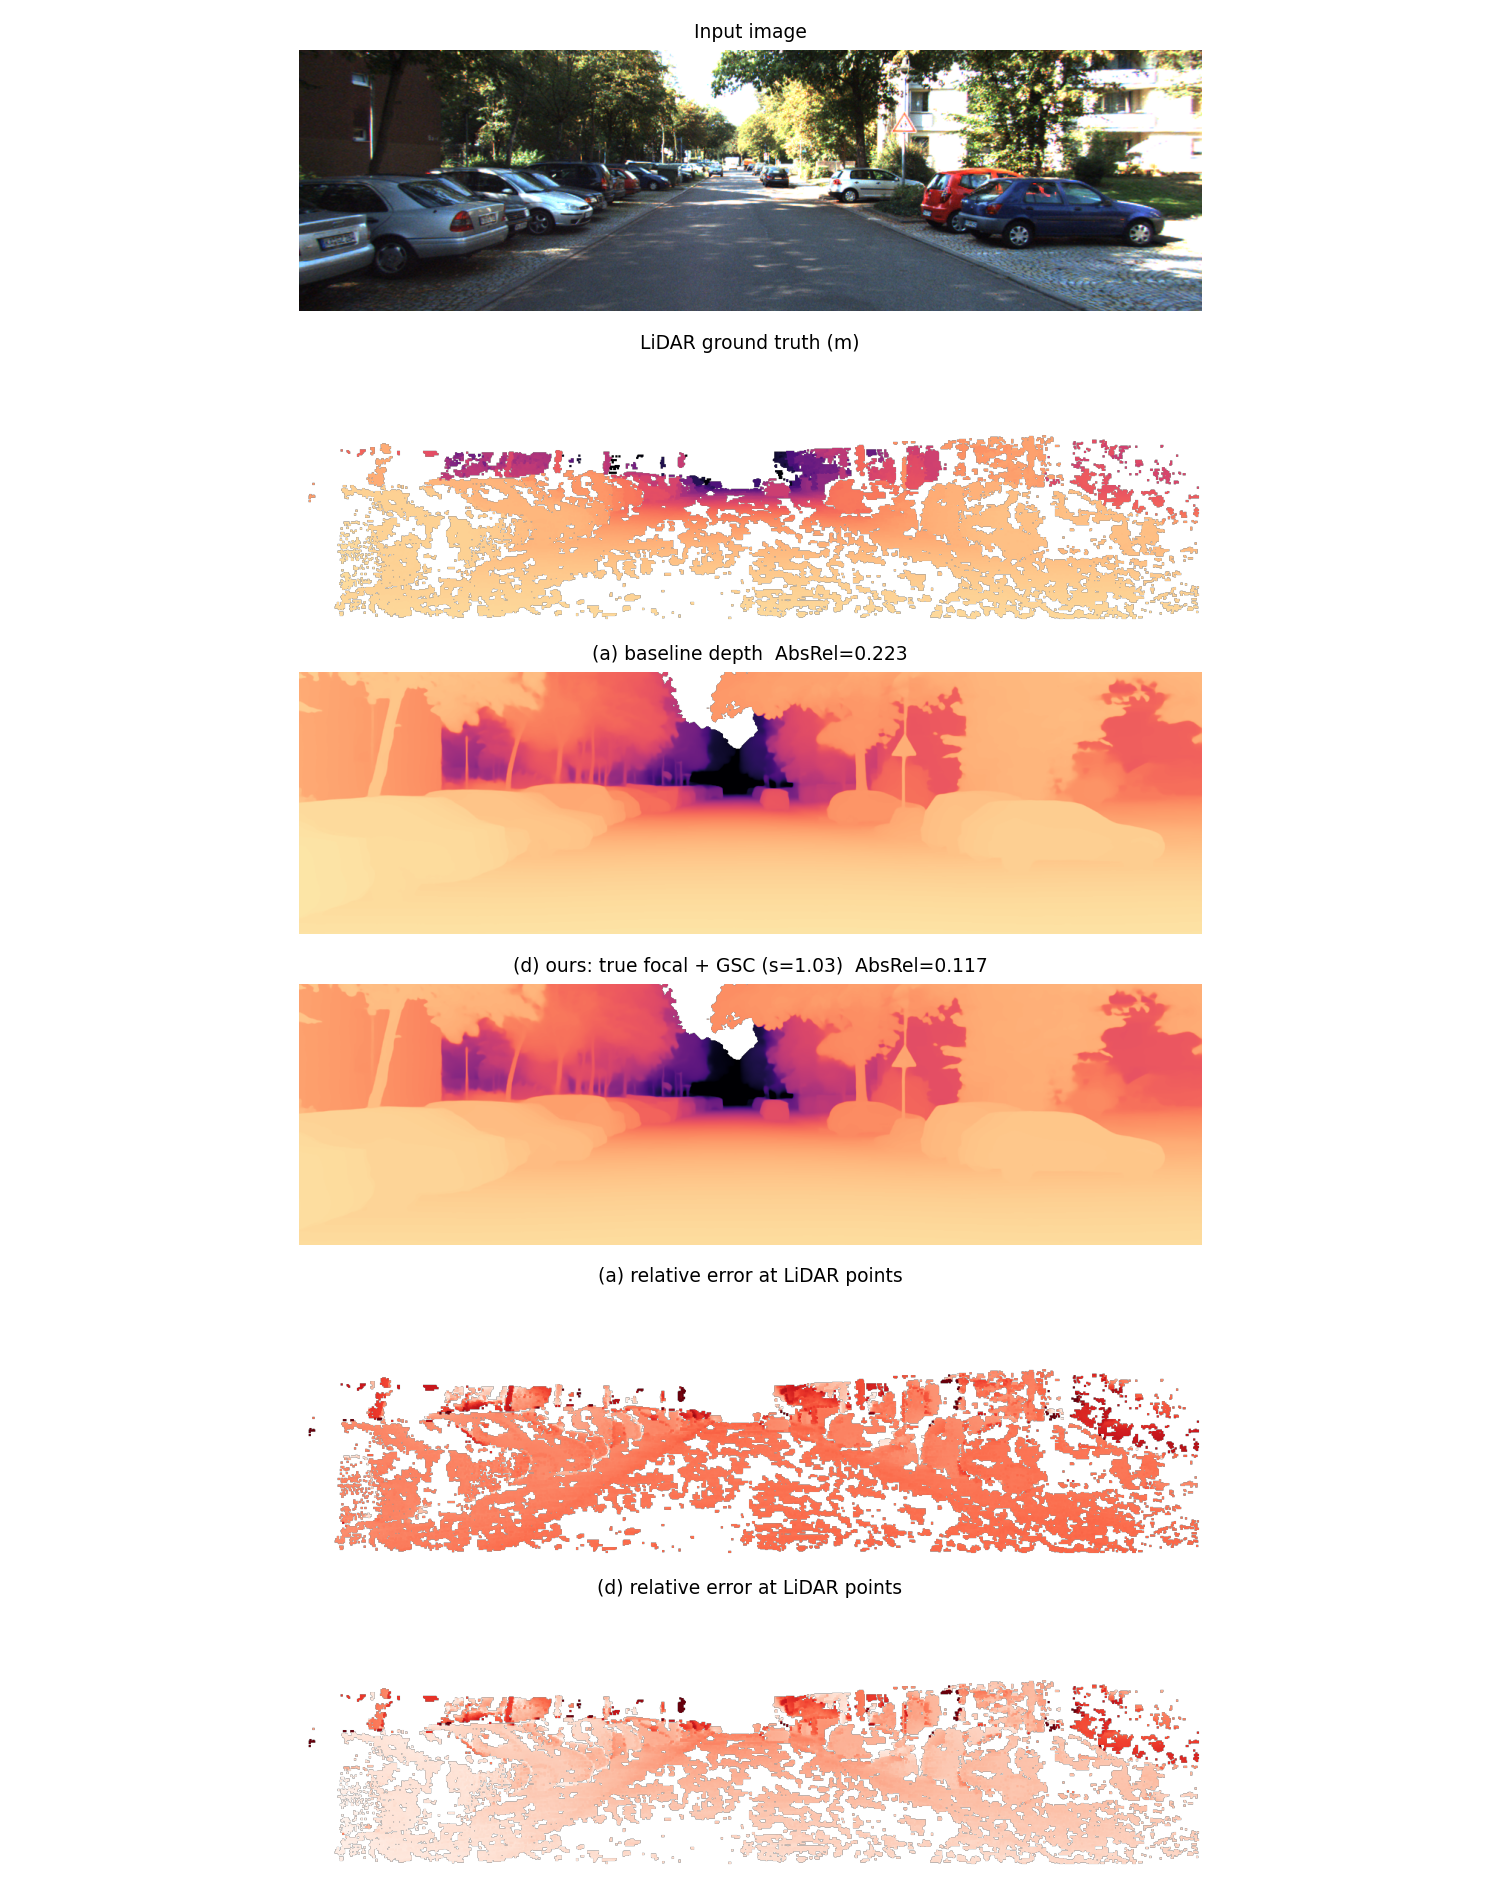 Input image
LiDAR ground truth (m)
(a) baseline depth  AbsRel=0.223
(d) ours: true focal + GSC (s=1.03)  AbsRel=0.117
(a) relative error at LiDAR points
(d) relative error at LiDAR points